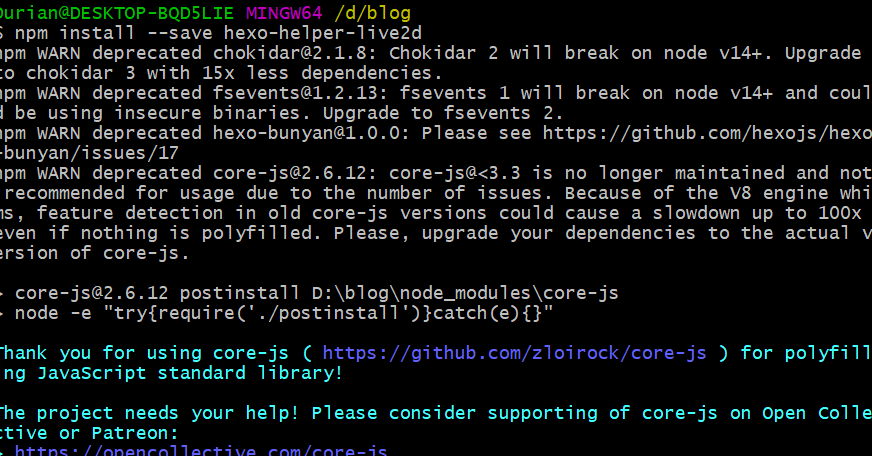 Durian@DESKTOP-BQD5LIE MINGW64 /d/blog
$ npm install --save hexo-helper-live2d
npm WARN deprecated chokidar@2.1.8: Chokidar 2 will break on node v14+. Upgrade
to chokidar 3 with 15x less dependencies.
npm WARN deprecated fsevents@1.2.13: fsevents 1 will break on node v14+ and coul
d be using insecure binaries. Upgrade to fsevents 2.
npm WARN deprecated hexo-bunyan@1.0.0: Please see https://github.com/hexojs/hexo
-bunyan/issues/17
npm WARN deprecated core-js@2.6.12: core-js@<3.3 is no longer maintained and not
recommended for usage due to the number of issues. Because of the V8 engine whi
ms, feature detection in old core-js versions could cause a slowdown up to 100x
even if nothing is polyfilled. Please, upgrade your dependencies to the actual v
ersion of core-js.
> core-js@2.6.12 postinstall D:\blog\node_modules\core-js
> node -e "try{require('./postinstall')}catch(e){}"
Thank you for using core-js ( https://github.com/zloirock/core-js ) for polyfill
ing JavaScript standard library!
The project needs your help! Please consider supporting of core-js on Open Colle
ctive or Patreon:
> https://opencollective.com/core-js